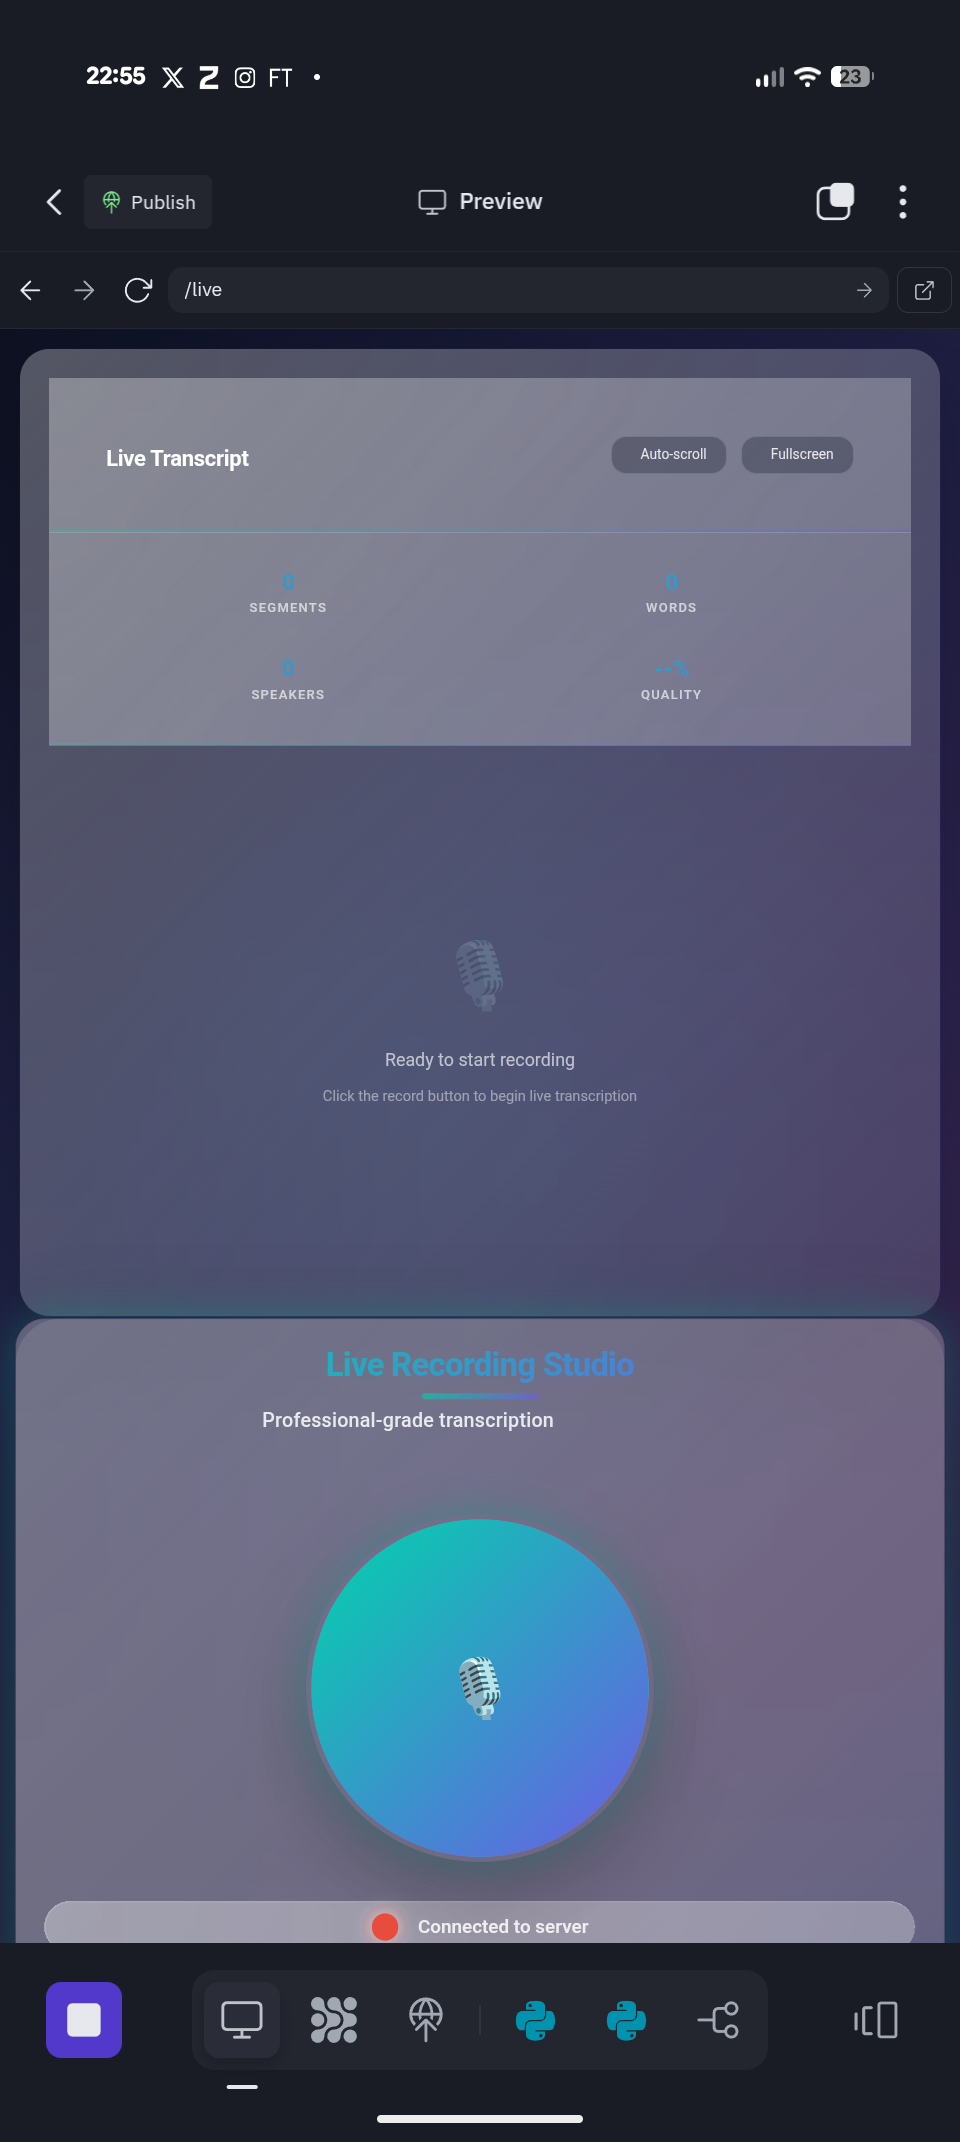 22:55 FT
23
Publish
Preview
/live
Live Transcript
Auto-scroll
Fullscreen
0
SEGMENTS
0
WORDS
0
SPEAKERS
--%
QUALITY
Ready to start recording
Click the record button to begin live transcription
Live Recording Studio
Professional-grade transcription
Connected to server